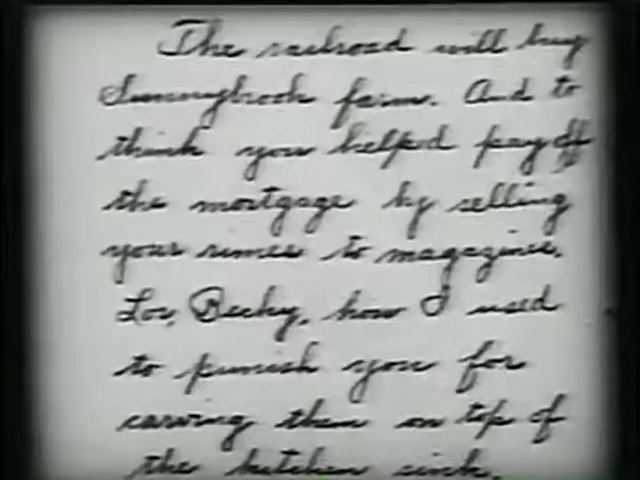 The railroad will buy
Sunnybrook farm. And to
think you helped pay off
the mortgage by selling
your rimes to magazines.
Lor, Becky, how I used
to punish you for
carving them on top of
the kitchen sink.